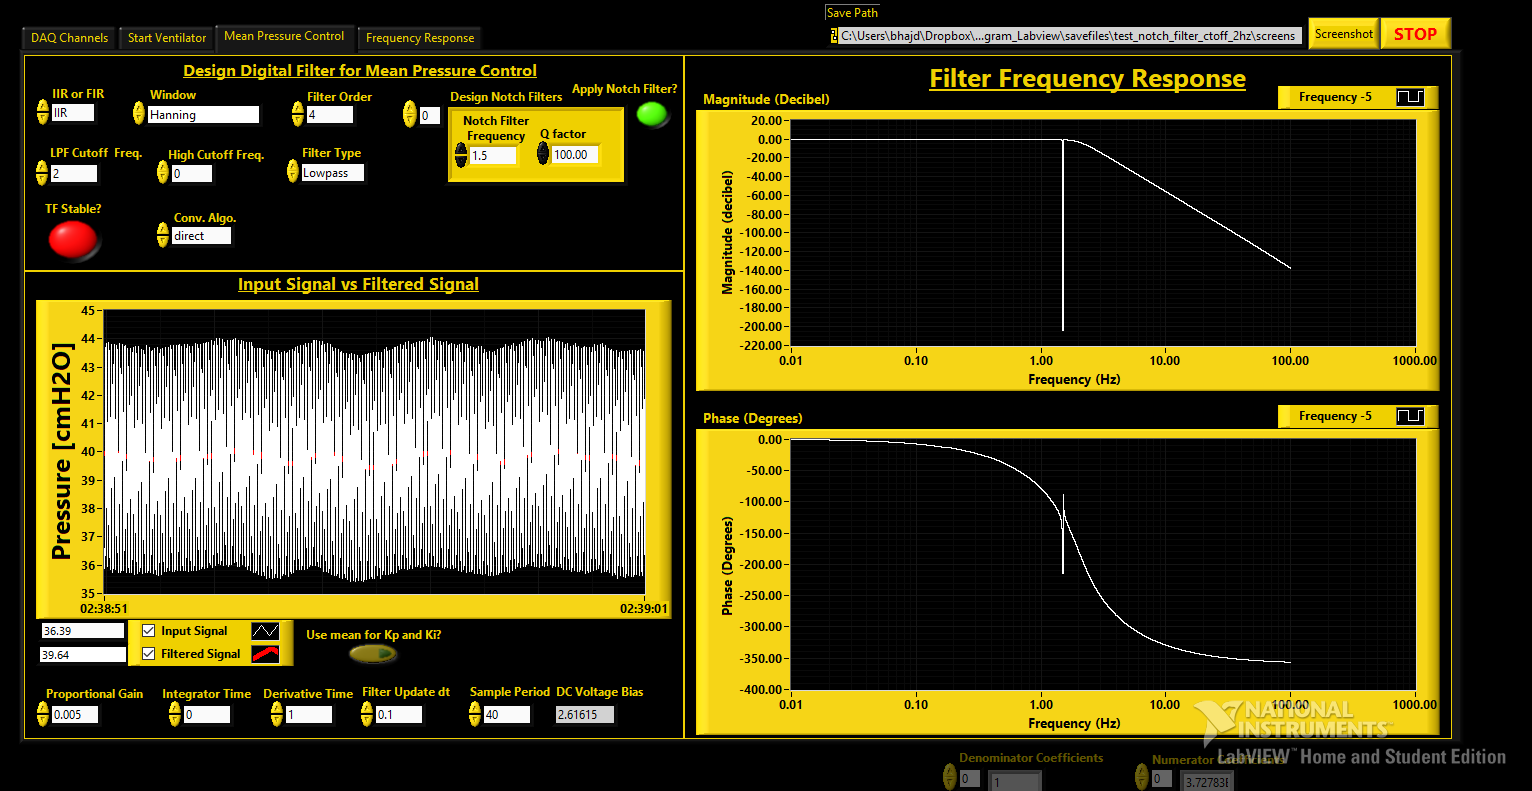 Save Path
C:\Users\bhajd\Dropbox\...gram_Labview\savefiles\test_notch_filter_ctoff_2hz\screens
Screenshot
STOP
DAQ Channels
Start Ventilator
Mean Pressure Control
Frequency Response
Design Digital Filter for Mean Pressure Control
IIR or FIR
IIR
Window
Hanning
Filter Order
4
0
Design Notch Filters
Apply Notch Filter?
Notch Filter
Frequency
1.5
Q factor
100.00
LPF Cutoff Freq.
2
High Cutoff Freq.
0
Filter Type
Lowpass
TF Stable?
Conv. Algo.
direct
Input Signal vs Filtered Signal
Pressure [cmH2O]
45
44
43
42
41
40
39
38
37
36
35
02:38:51
02:39:01
36.39
39.64
Input Signal
Filtered Signal
Use mean for Kp and Ki?
Proportional Gain
0.005
Integrator Time
0
Derivative Time
1
Filter Update dt
0.1
Sample Period
40
DC Voltage Bias
2.61615
Filter Frequency Response
Magnitude (Decibel)
Frequency -5
Magnitude (decibel)
20.00
0.00
-20.00
-40.00
-60.00
-80.00
-100.00
-120.00
-140.00
-160.00
-180.00
-200.00
-220.00
0.01
0.10
1.00
10.00
100.00
1000.00
Frequency (Hz)
Phase (Degrees)
Frequency -5
Phase (Degrees)
0.00
-50.00
-100.00
-150.00
-200.00
-250.00
-300.00
-350.00
-400.00
0.01
0.10
1.00
10.00
100.00
1000.00
Frequency (Hz)
NATIONAL
INSTRUMENTS™
LabVIEW™ Home and Student Edition
Denominator Coefficients
0
1
Numerator Coefficients
0
3.72783E